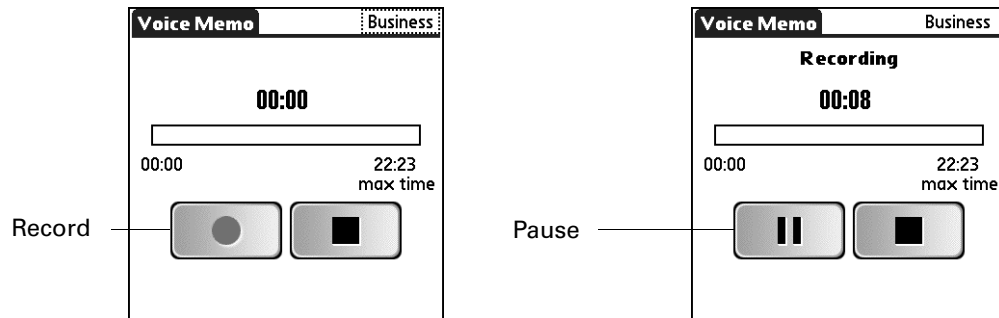 Voice Memo Business
00:00
00:00 22:23
max time
Record
Voice Memo Business
Recording
00:08
00:00 22:23
max time
Pause